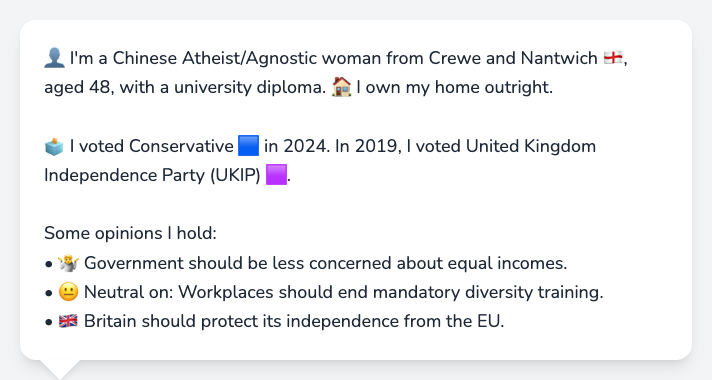 👤 I'm a Chinese Atheist/Agnostic woman from Crewe and Nantwich 🏴󠁧󠁢󠁥󠁮󠁧󠁿,
aged 48, with a university diploma. 🏠 I own my home outright.
🗳️ I voted Conservative 🟦 in 2024. In 2019, I voted United Kingdom
Independence Party (UKIP) 🟪.
Some opinions I hold:
• 🤷 Government should be less concerned about equal incomes.
• 😐 Neutral on: Workplaces should end mandatory diversity training.
• 🇬🇧 Britain should protect its independence from the EU.